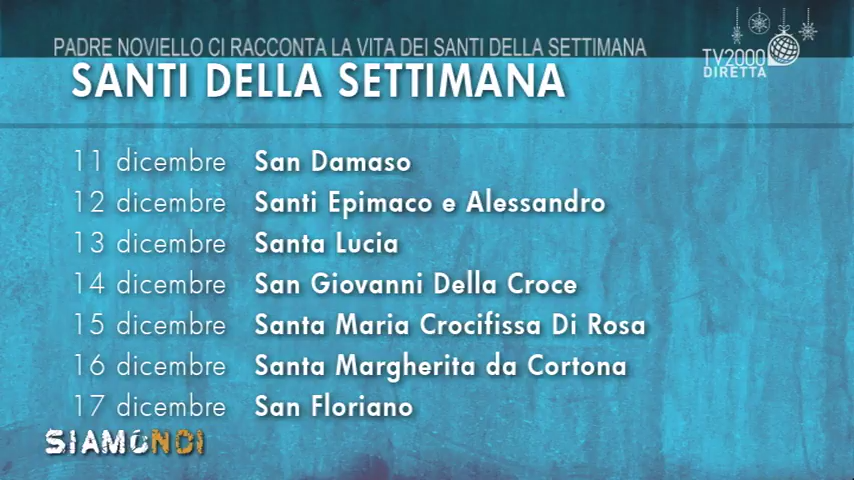 PADRE NOVIELLO CI RACCONTA LA VITA DEI SANTI DELLA SETTIMANA
TV2000
DIRETTA
SANTI DELLA SETTIMANA
11 dicembre San Damaso
12 dicembre Santi Epimaco e Alessandro
13 dicembre Santa Lucia
14 dicembre San Giovanni Della Croce
15 dicembre Santa Maria Crocifissa Di Rosa
16 dicembre Santa Margherita da Cortona
17 dicembre San Floriano
SIAMONOI